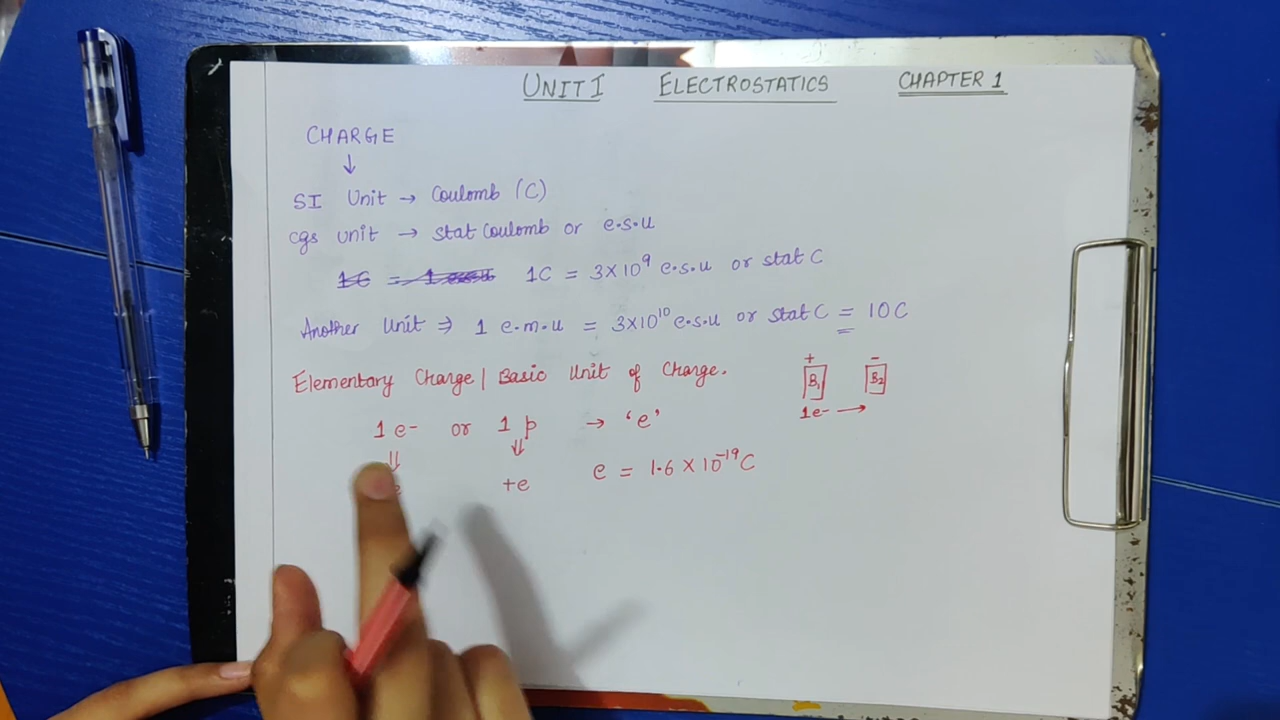 UNIT I ELECTROSTATICS CHAPTER 1
CHARGE
↓
SI Unit → Coulomb (C)
cgs unit → stat Coulomb or e.s.u
1C = 3×10⁹ e.s.u or stat C
Another Unit ⇒ 1 e.m.u = 3×10¹⁰ e.s.u or stat C = 10C
Elementary Charge | Basic Unit of Charge.
+ -
B₁ B₂
1e- →
1 e- or 1 p → 'e'
⇓ ⇓
e +e e = 1.6 × 10⁻¹⁹C